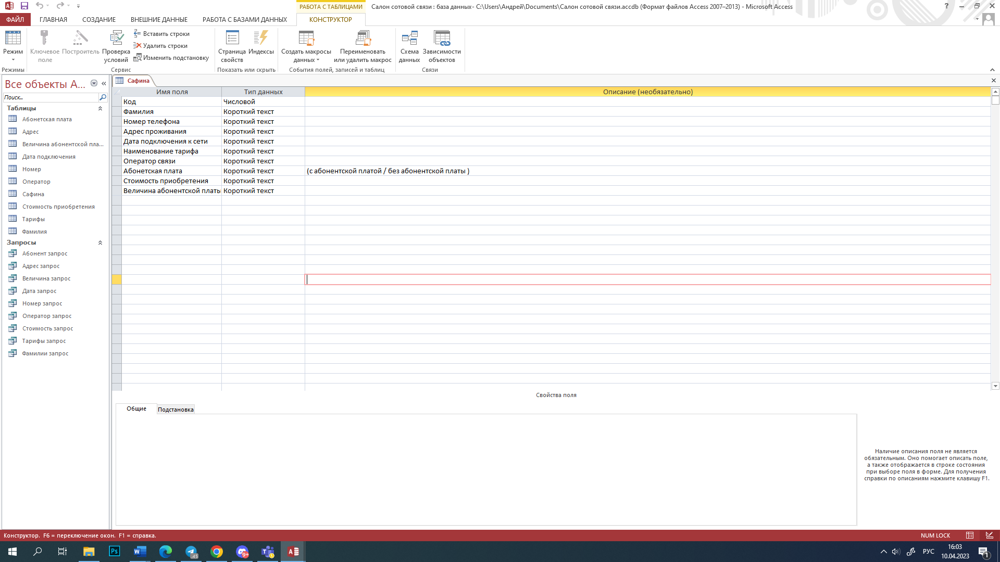 РАБОТА С ТАБЛИЦАМИ
Салон сотовой связи : база данных- C:\Users\Андрей\Documents\Салон сотовой связи.accdb (Формат файлов Access 2007–2013) - Microsoft Access
ФАЙЛ ГЛАВНАЯ СОЗДАНИЕ ВНЕШНИЕ ДАННЫЕ РАБОТА С БАЗАМИ ДАННЫХ КОНСТРУКТОР
Режим
Режимы
Ключевое поле
Построитель
Проверка условий
Вставить строки
Удалить строки
Изменить подстановку
Сервис
Страница свойств
Индексы
Показать или скрыть
Создать макросы данных
Переименовать или удалить макрос
События полей, записей и таблиц
Схема данных
Зависимости объектов
Связи
Все объекты A...
Поиск...
Таблицы
Абонетская плата
Адрес
Величина абонентской пла...
Дата подключения
Номер
Оператор
Сафина
Стоимость приобретения
Тарифы
Фамилия
Запросы
Абонент запрос
Адрес запрос
Величина запрос
Дата запрос
Номер запрос
Оператор запрос
Стоимость запрос
Тарифы запрос
Фамилии запрос
Сафина
Имя поля Тип данных Описание (необязательно)
Код Числовой
Фамилия Короткий текст
Номер телефона Короткий текст
Адрес проживания Короткий текст
Дата подключения к сети Короткий текст
Наименование тарифа Короткий текст
Оператор связи Короткий текст
Абонетская плата Короткий текст (с абонентской платой / без абонентской платы )
Стоимость приобретения Короткий текст
Величина абонентской платы Короткий текст
Свойства поля
Общие Подстановка
Наличие описания поля не является
обязательным. Оно помогает описать поле,
а также отображается в строке состояния
при выборе поля в форме. Для получения
справки по описаниям нажмите клавишу F1.
Конструктор. F6 = переключение окон. F1 = справка.
NUM LOCK
Ps
.45
9+
РУС
16:03
10.04.2023
1